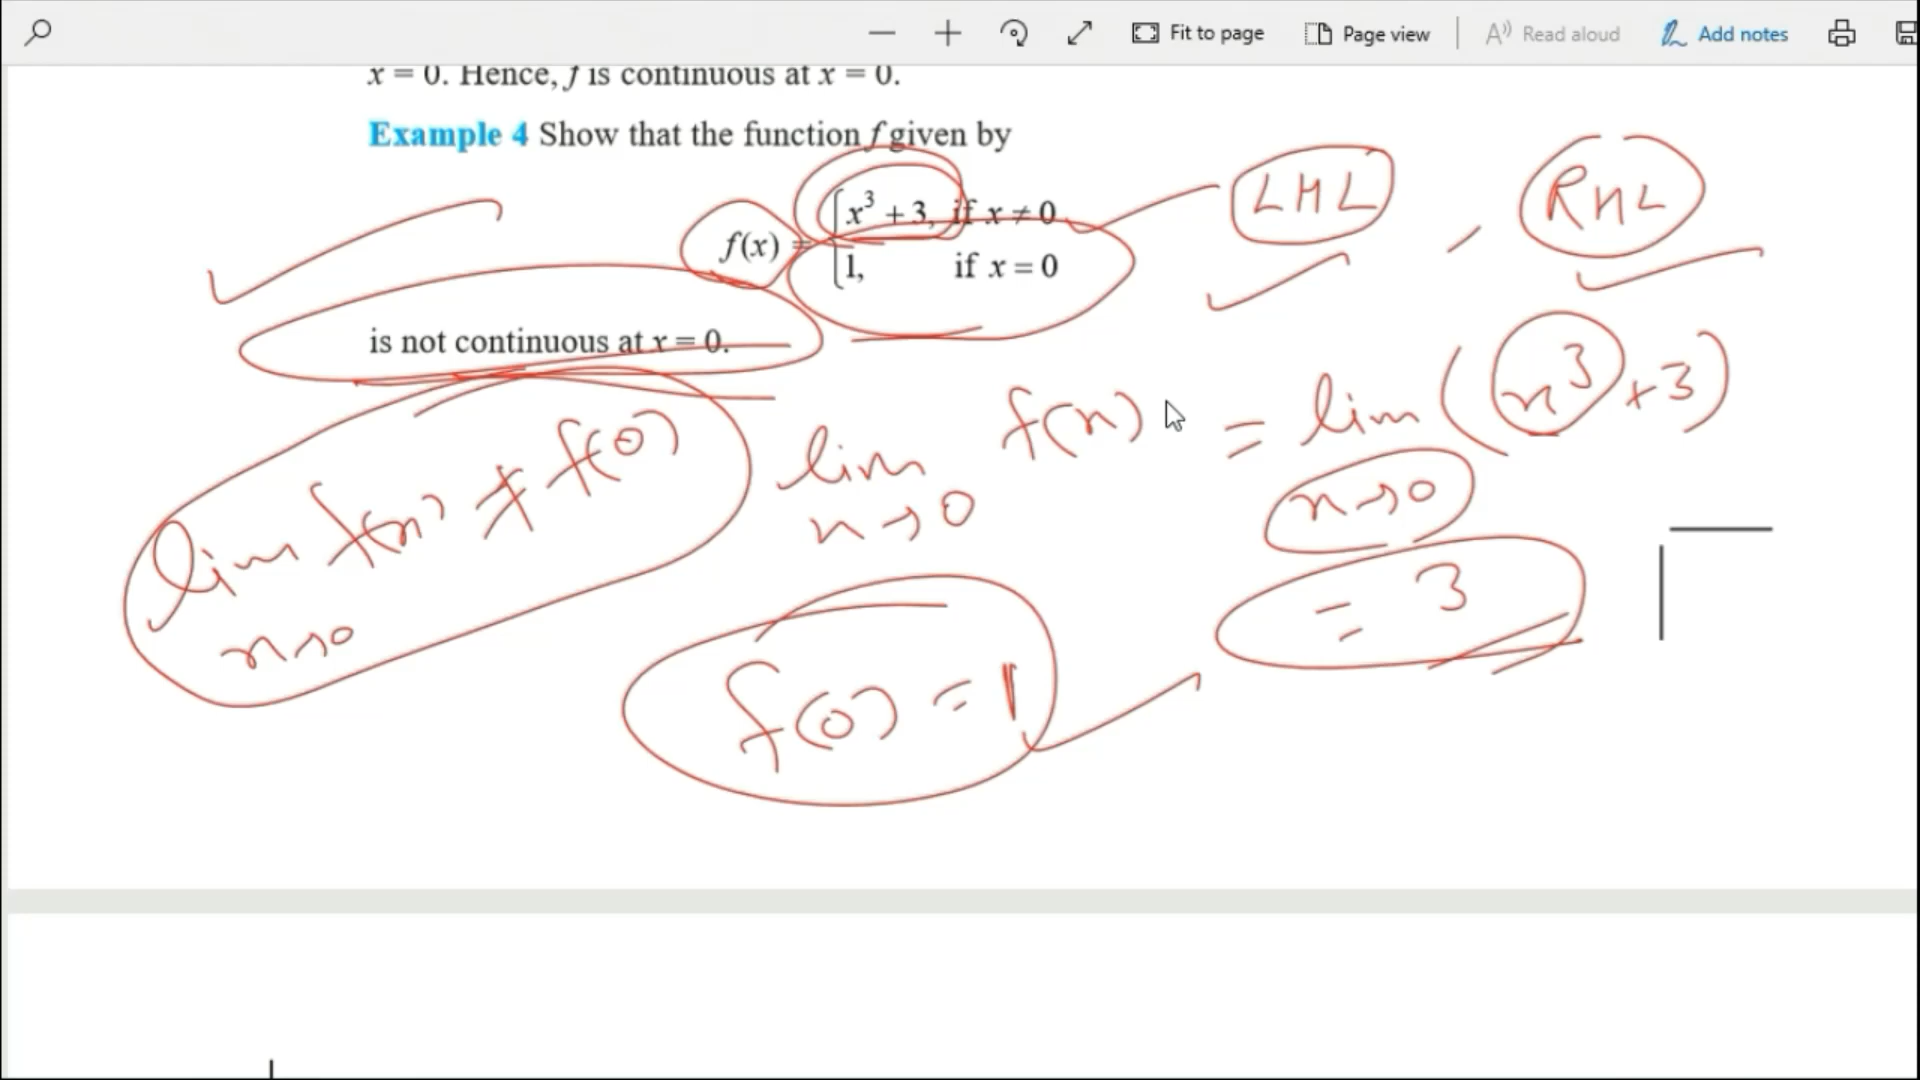 Fit to page Page view Read aloud Add notes
x = 0. Hence, f is continuous at x = 0.
Example 4 Show that the function f given by
f(x) = { x³ + 3, if x ≠ 0
1, if x = 0
LHL , RHL
is not continuous at x = 0.
lim f(x) ≠ f(0)
x→0
lim f(x) = lim (x³+3)
x→0 x→0
= 3
f(0) = 1